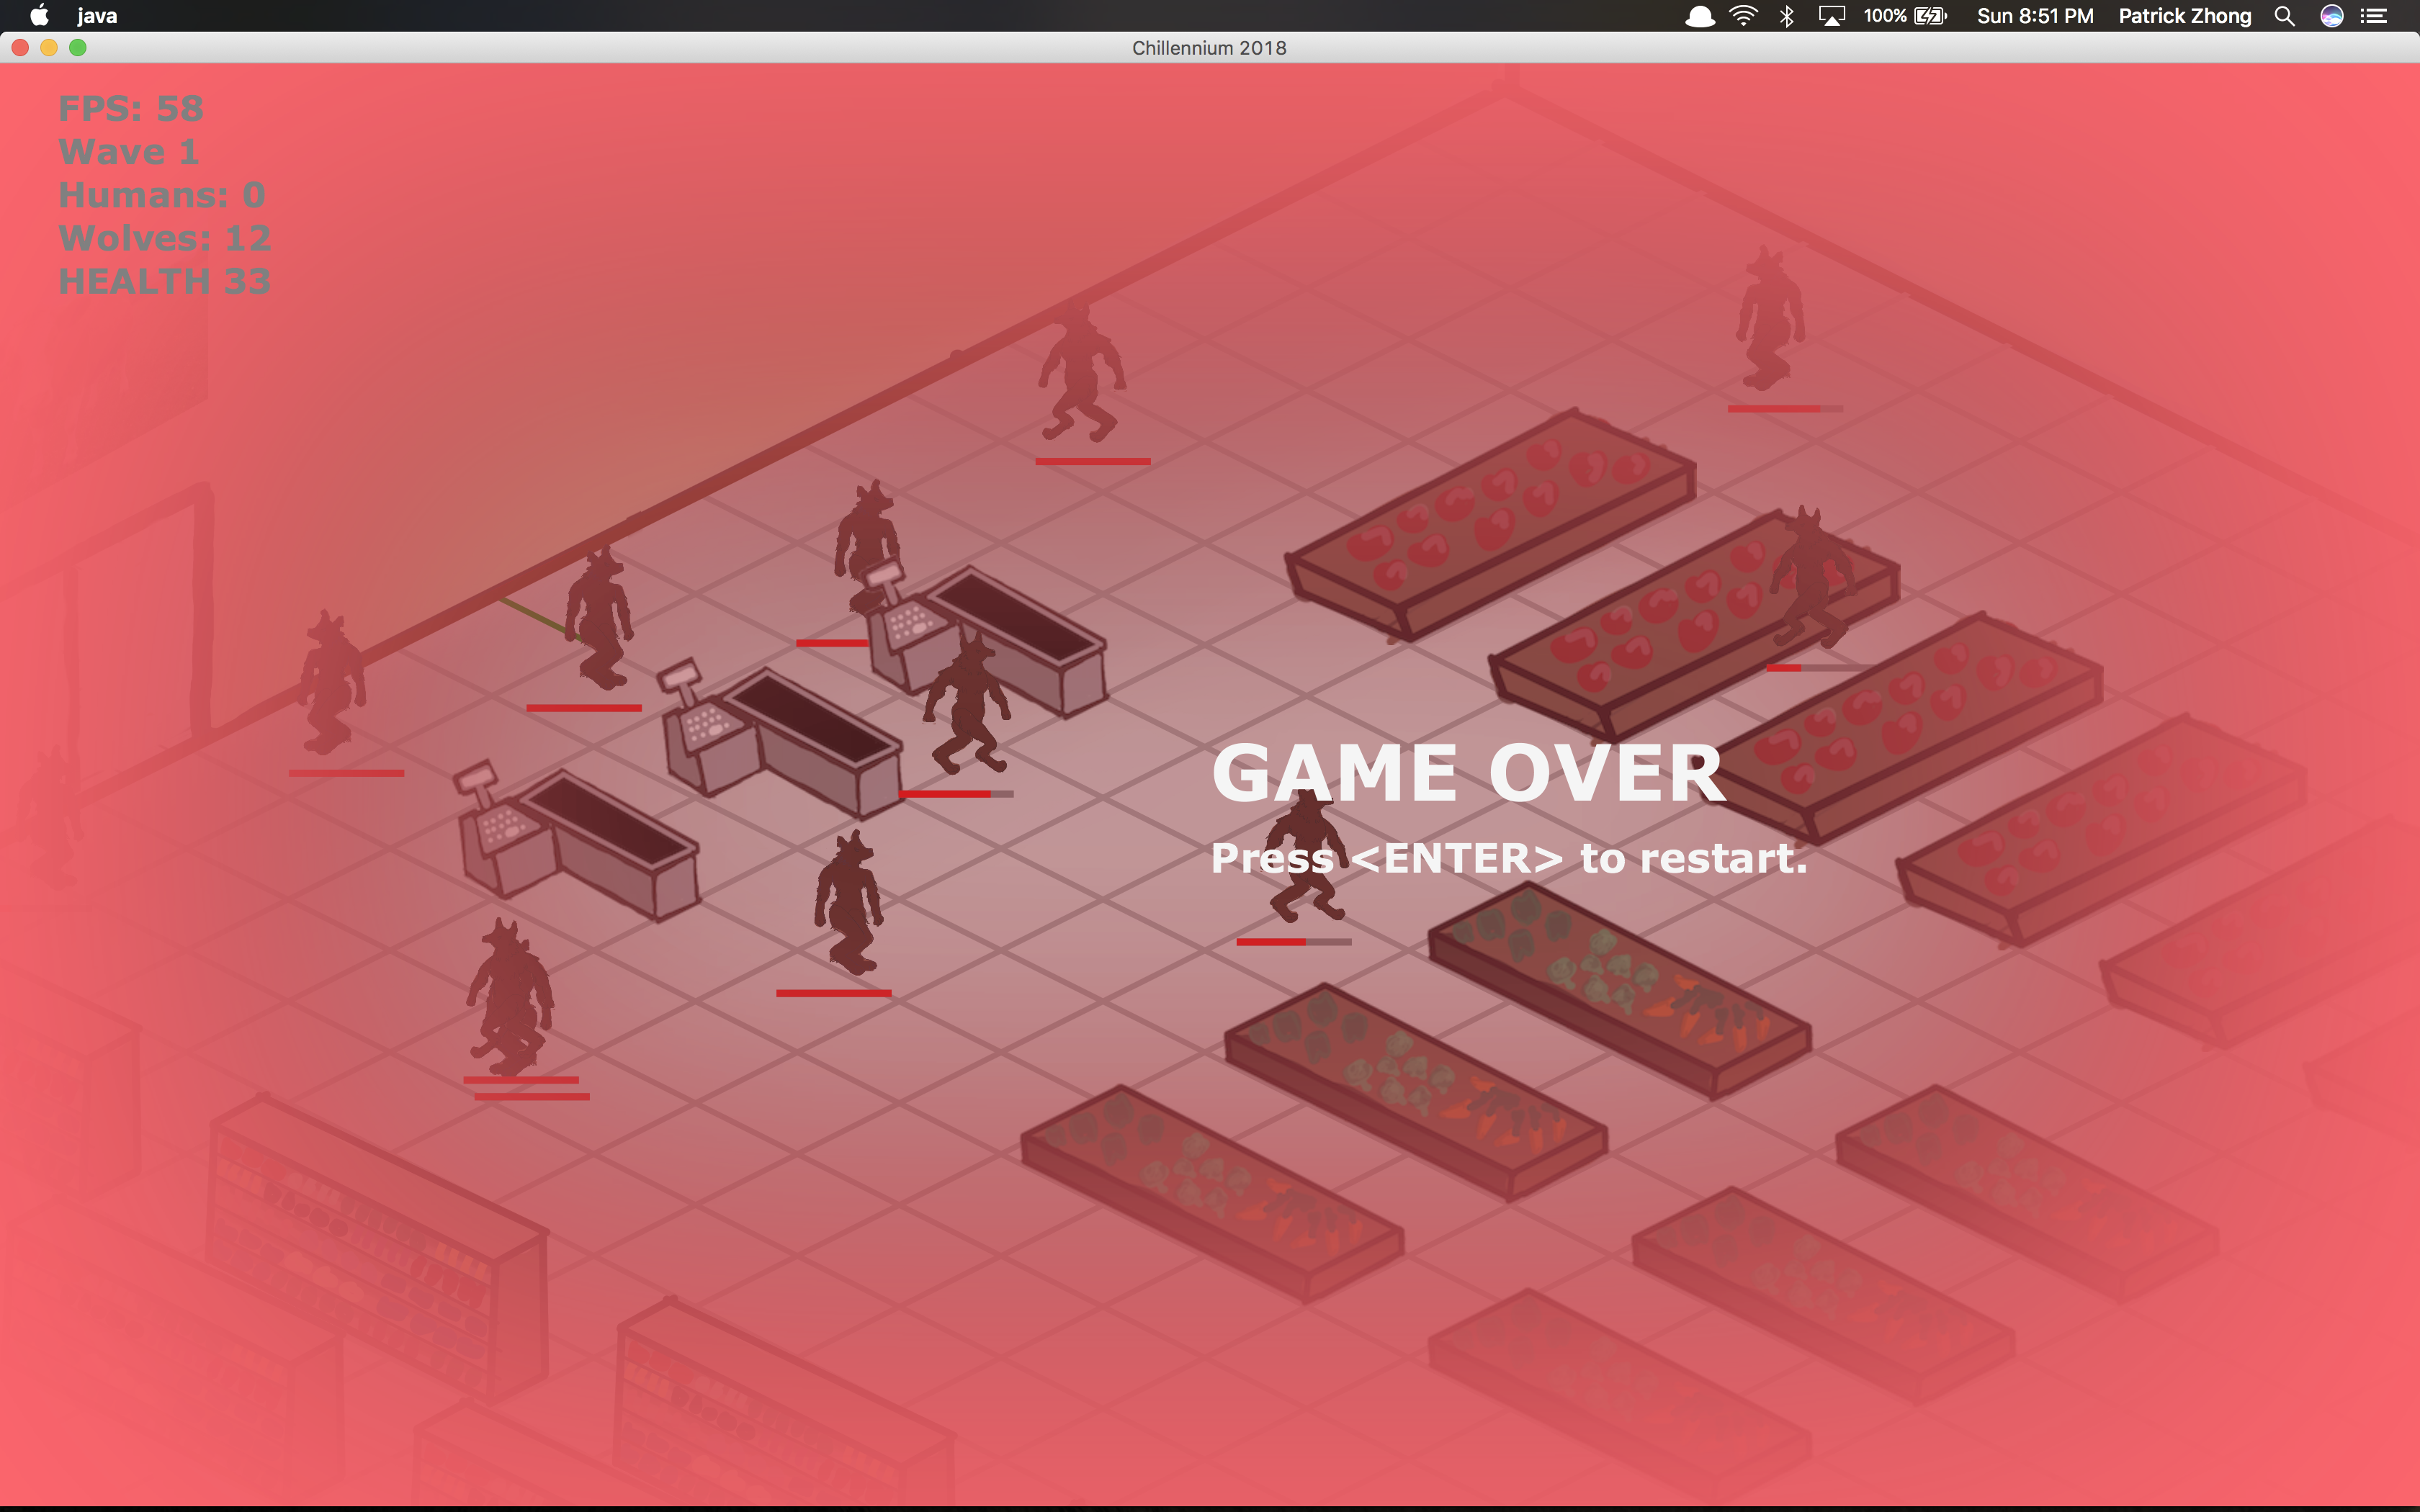 java
100%
Sun 8:51 PM
Patrick Zhong
Chillennium 2018
FPS: 58
Wave 1
Humans: 0
Wolves: 12
HEALTH 33
GAME OVER
Press <ENTER> to restart.